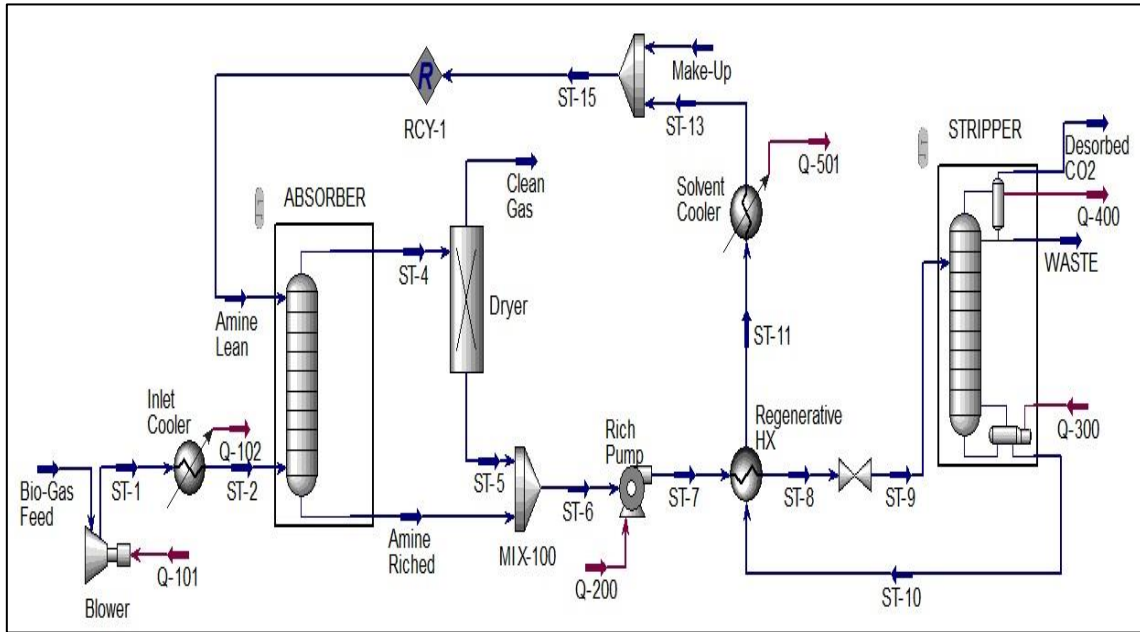 R
Make-Up
ST-15
ST-13
RCY-1
STRIPPER
Desorbed
CO2
Q-501
Clean
Gas
Solvent
Cooler
ABSORBER
Q-400
ST-4
WASTE
Amine
Lean
Dryer
ST-11
Inlet
Cooler
Q-102
Rich
Pump
Regenerative
HX
Q-300
Bio-Gas
Feed
ST-1
ST-2
ST-5
ST-6
ST-7
ST-8
ST-9
Amine
Riched
MIX-100
Q-101
Q-200
ST-10
Blower